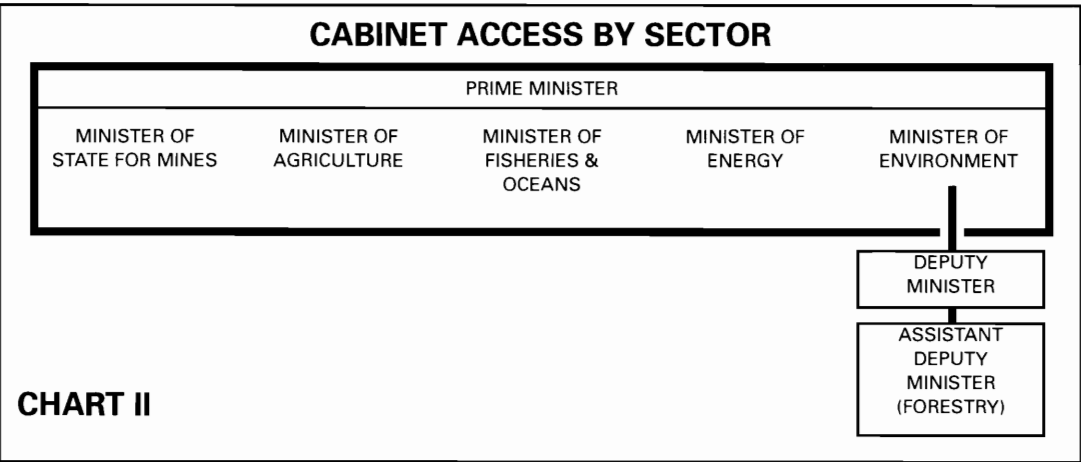 CABINET ACCESS BY SECTOR
PRIME MINISTER
MINISTER OF
STATE FOR MINES
MINISTER OF
AGRICULTURE
MINISTER OF
FISHERIES &
OCEANS
MINISTER OF
ENERGY
MINISTER OF
ENVIRONMENT
DEPUTY
MINISTER
ASSISTANT
DEPUTY
MINISTER
(FORESTRY)
CHART II